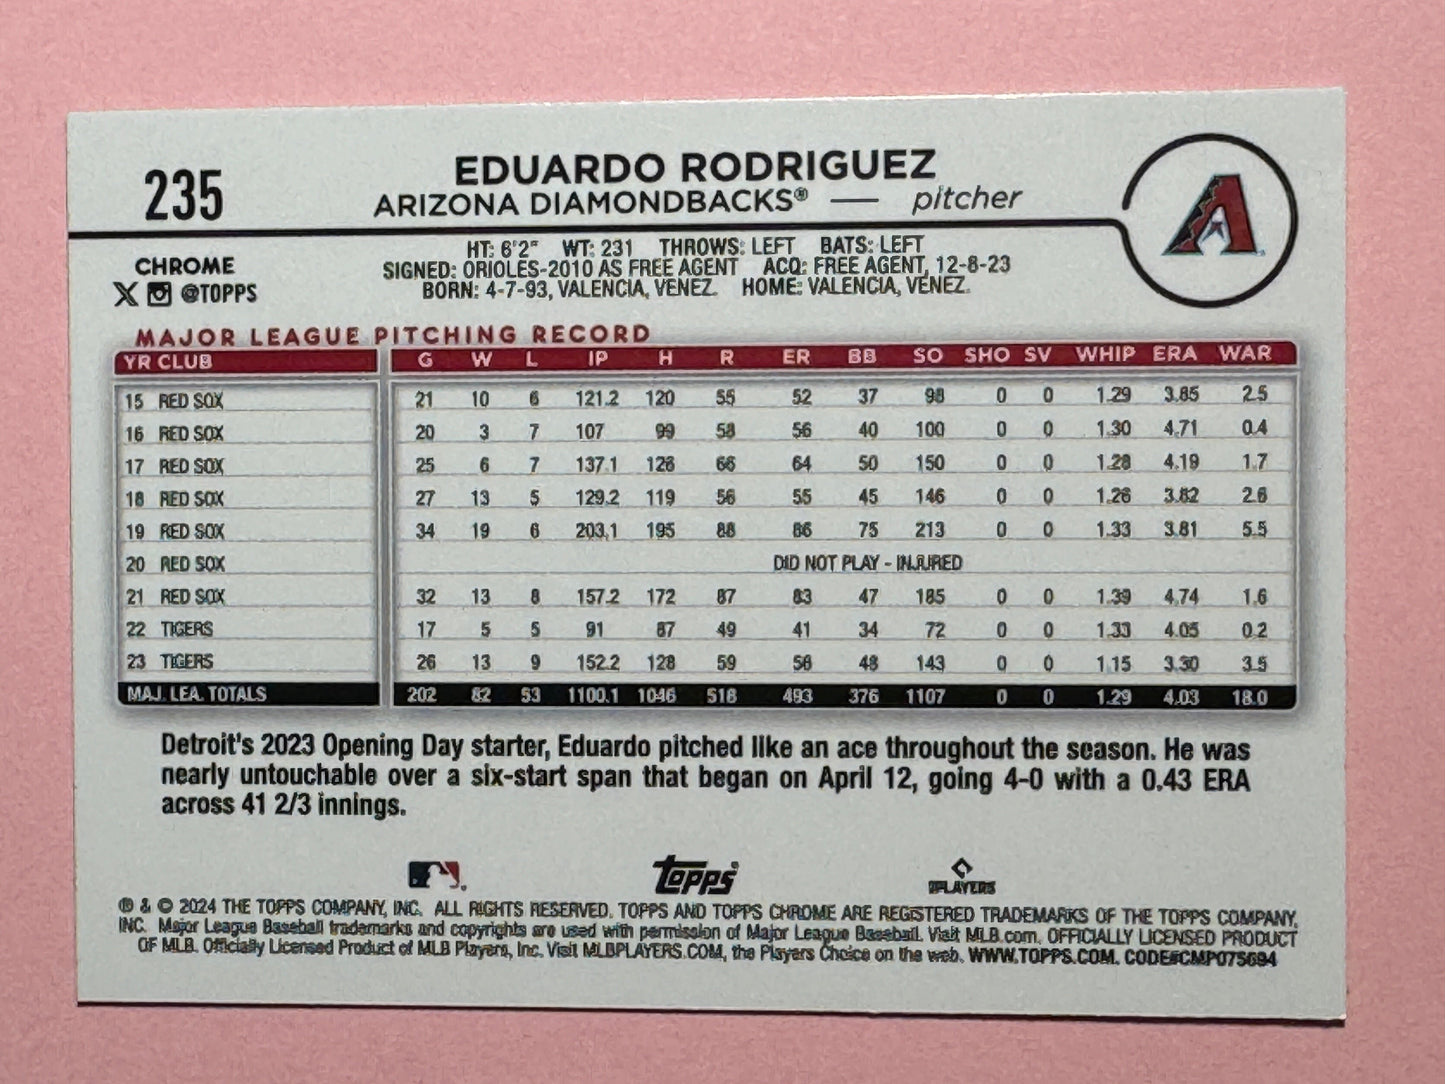 235
EDUARDO RODRIGUEZ
ARIZONA DIAMONDBACKS® — pitcher
A
CHROME
X @TOPPS
HT: 6'2" WT: 231 THROWS: LEFT BATS: LEFT
SIGNED: ORIOLES-2010 AS FREE AGENT ACQ: FREE AGENT, 12-8-23
BORN: 4-7-93, VALENCIA, VENEZ. HOME: VALENCIA, VENEZ.
MAJOR LEAGUE PITCHING RECORD
YR CLUB G W L IP H R ER BB SO SHO SV WHIP ERA WAR
15 RED SOX 21 10 6 121.2 120 55 52 37 98 0 0 1.29 3.85 2.5
16 RED SOX 20 3 7 107 99 58 56 40 100 0 0 1.30 4.71 0.4
17 RED SOX 25 6 7 137.1 126 66 64 50 150 0 0 1.28 4.19 1.7
18 RED SOX 27 13 5 129.2 119 56 55 45 146 0 0 1.26 3.82 2.6
19 RED SOX 34 19 6 203.1 195 88 86 75 213 0 0 1.33 3.81 5.5
20 RED SOX DID NOT PLAY - INJURED
21 RED SOX 32 13 8 157.2 172 87 83 47 185 0 0 1.39 4.74 1.6
22 TIGERS 17 5 5 91 87 49 41 34 72 0 0 1.33 4.05 0.2
23 TIGERS 26 13 9 152.2 128 59 56 48 143 0 0 1.15 3.30 3.5
MAJ. LEA. TOTALS 202 82 53 1100.1 1046 518 493 376 1107 0 0 1.29 4.03 18.0
Detroit's 2023 Opening Day starter, Eduardo pitched like an ace throughout the season. He was
nearly untouchable over a six-start span that began on April 12, going 4-0 with a 0.43 ERA
across 41 2/3 innings.
topps®
PLAYERS
® & © 2024 THE TOPPS COMPANY, INC. ALL RIGHTS RESERVED. TOPPS AND TOPPS CHROME ARE REGISTERED TRADEMARKS OF THE TOPPS COMPANY,
INC. Major League Baseball trademarks and copyrights are used with permission of Major League Baseball. Visit MLB.com. OFFICIALLY LICENSED PRODUCT
OF MLB. Officially Licensed Product of MLB Players, Inc. Visit MLBPLAYERS.COM, the Players Choice on the web. WWW.TOPPS.COM. CODE#CMP075694